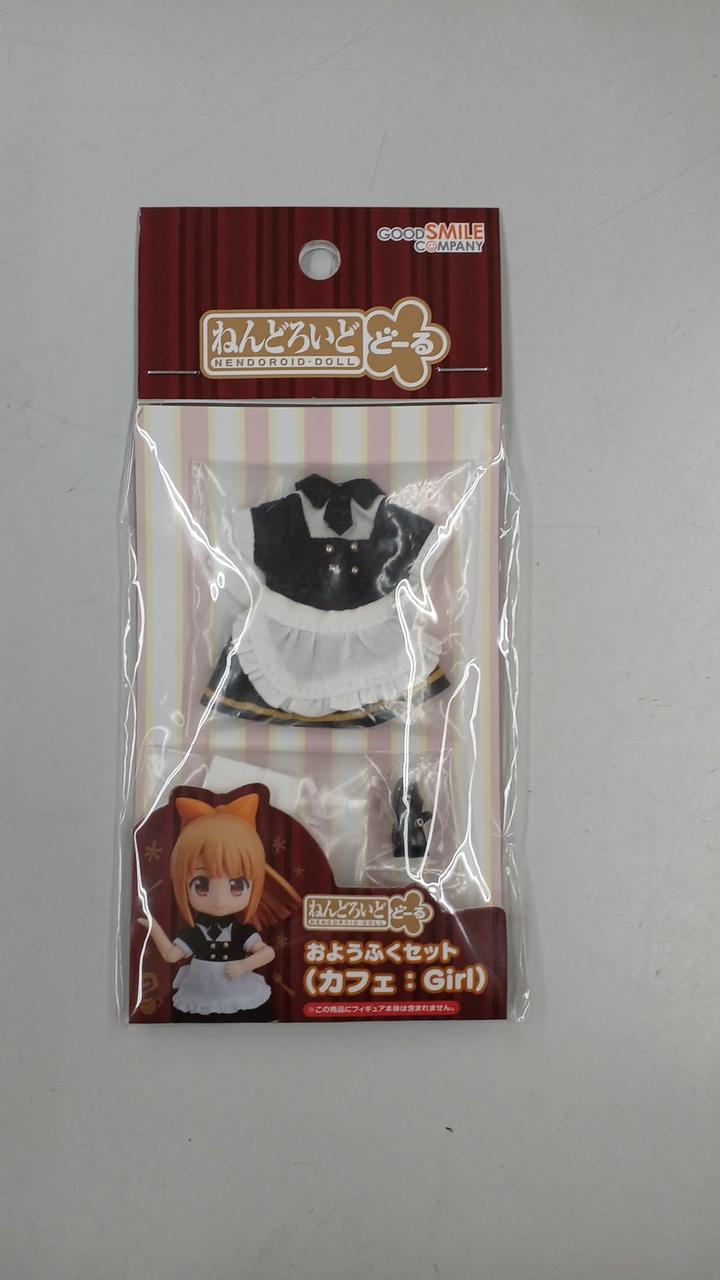 GOODSMILE
COMPANY
ねんどろいど
どーる
NENDOROID・DOLL
ねんどろいど
どーる
NENDOROID・DOLL
おようふくセット
(カフェ：Girl)
※この商品にフィギュア本体は含まれません。